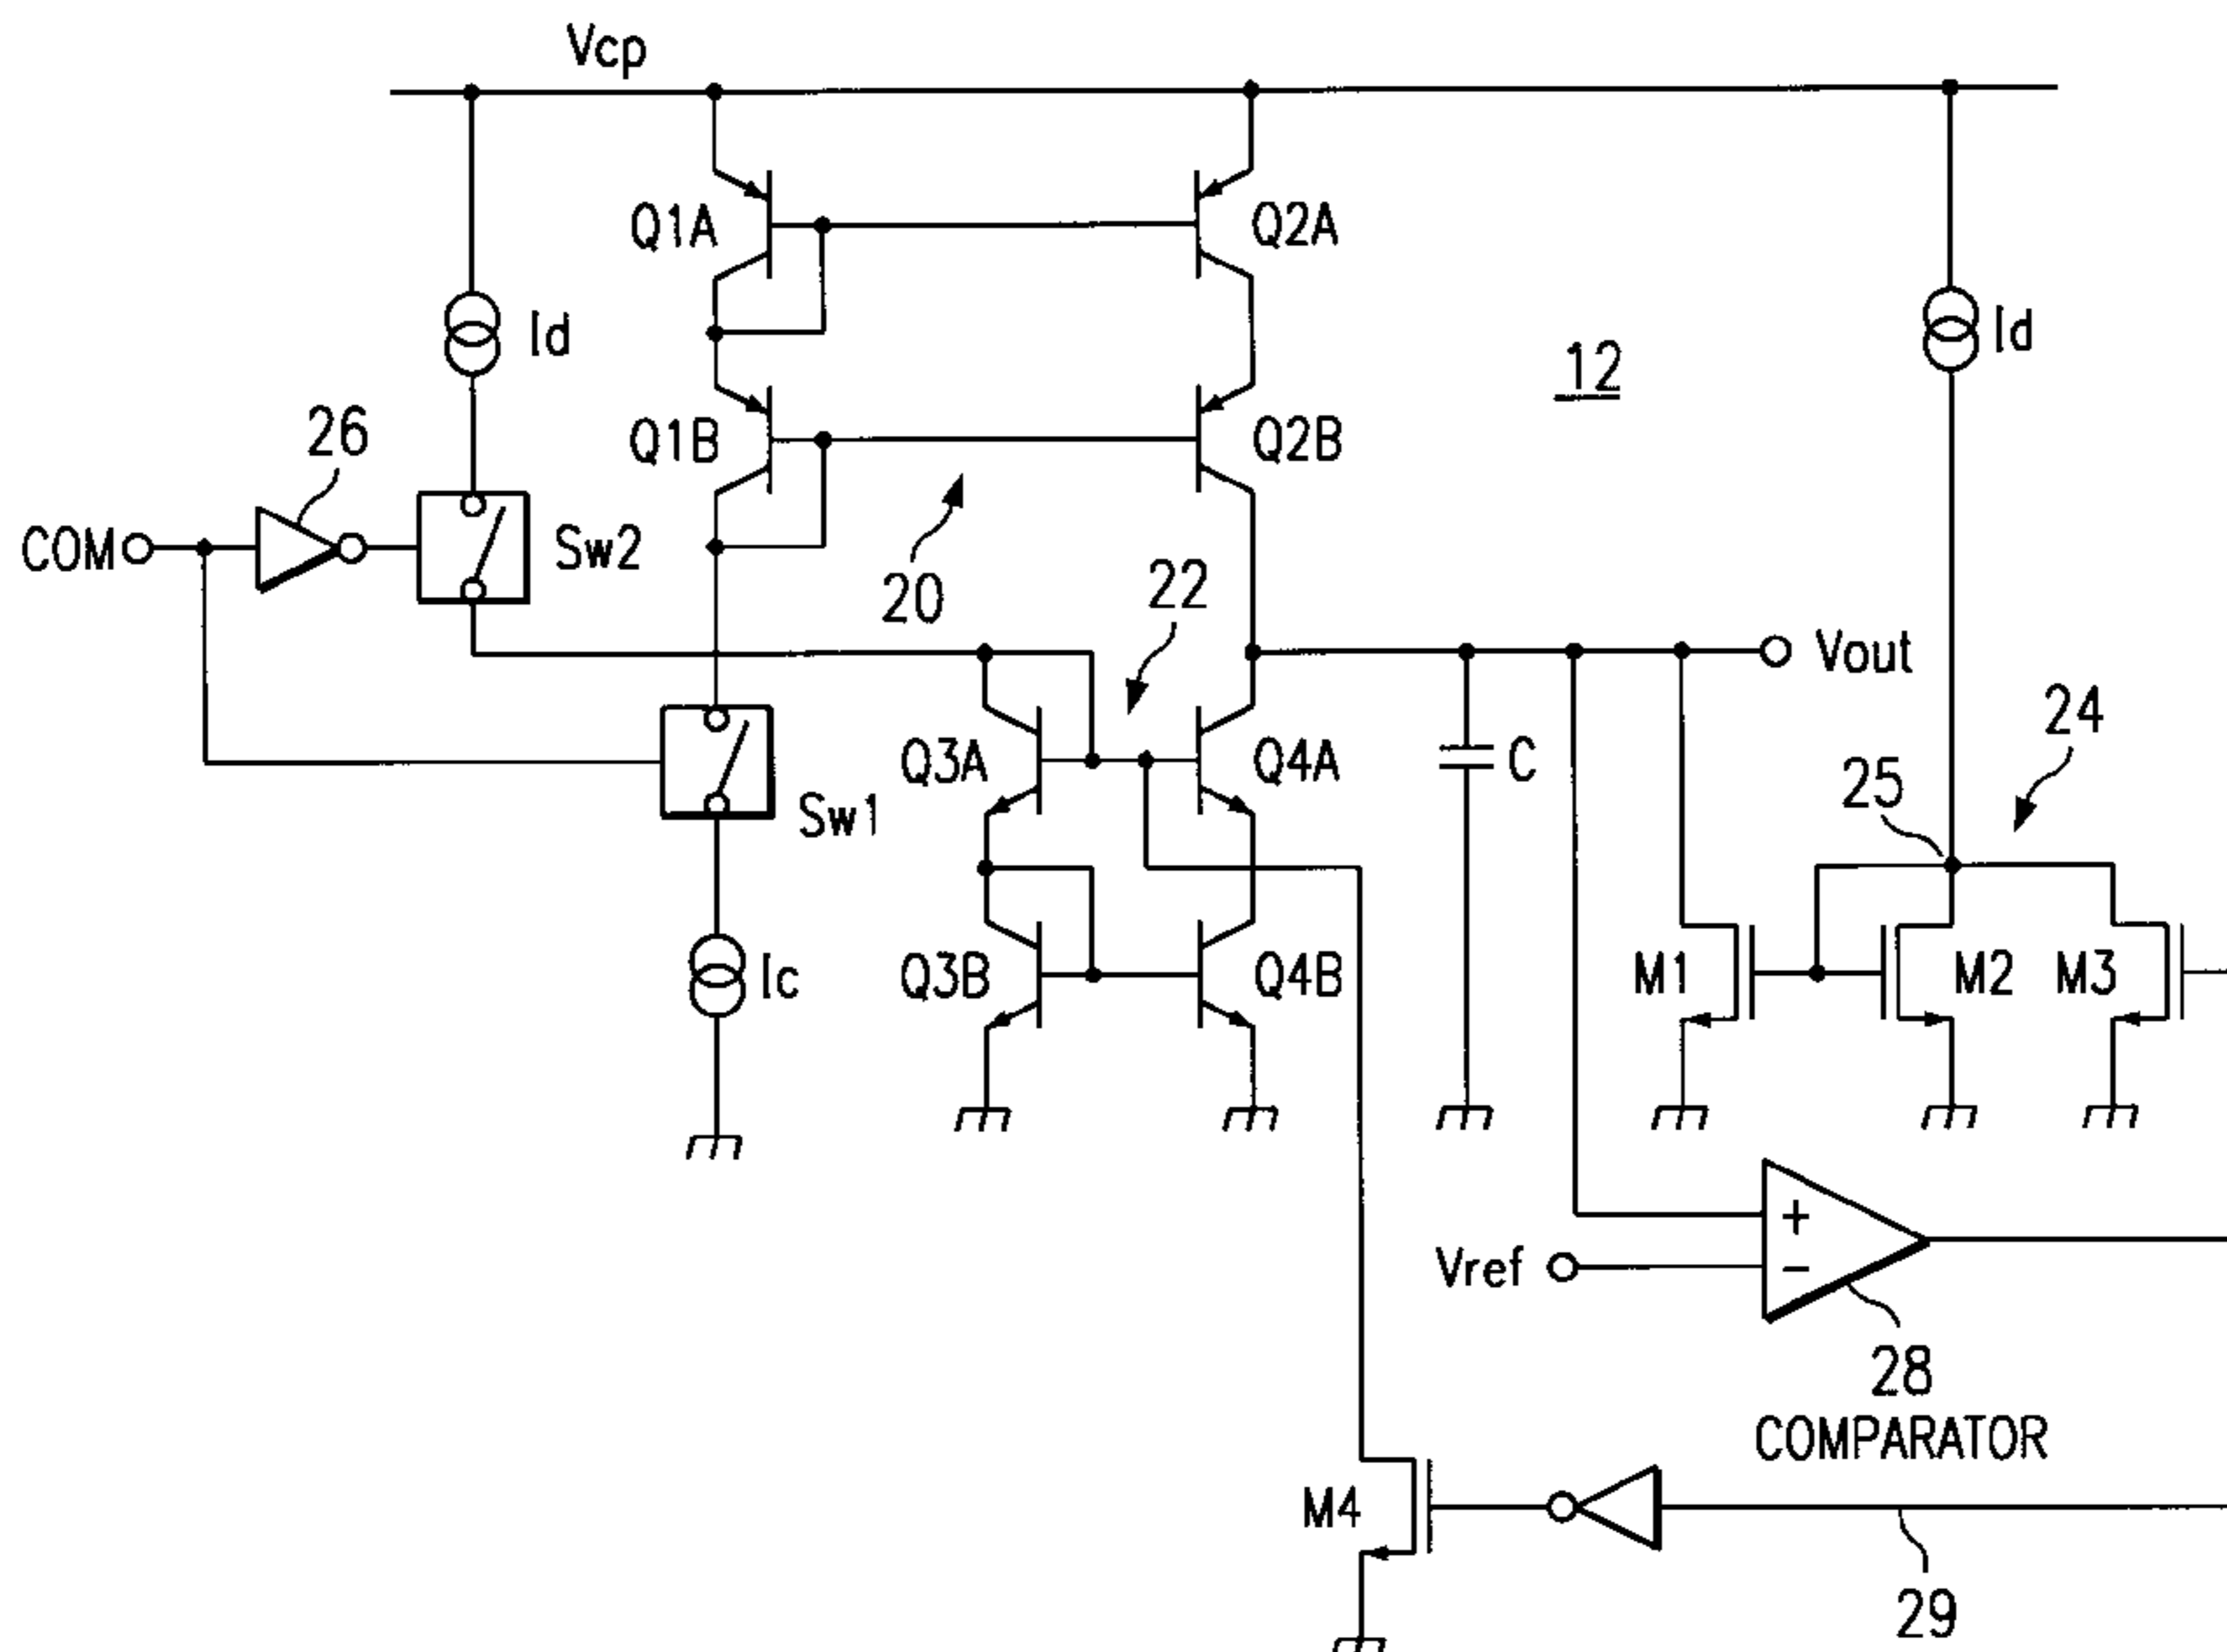 Vcp
Q1A
Q2A
Id
Id
12
26
Q1B
Q2B
COM
Sw2
20
22
Vout
24
Q3A
Q4A
C
25
Sw1
Ic
Q3B
Q4B
M1
M2
M3
+
Vref
−
28
COMPARATOR
M4
29